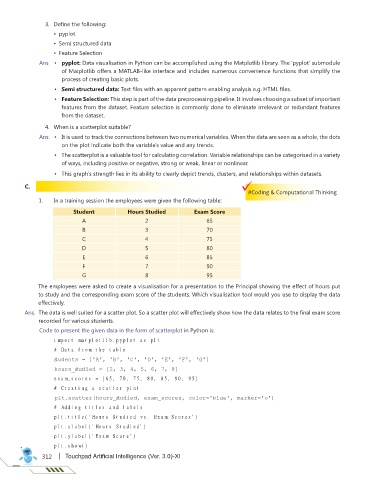 3. Define the following:
• pyplot
• Semi structured data
• Feature Selection
Ans • pyplot: Data visualisation in Python can be accomplished using the Matplotlib library. The 'pyplot' submodule
of Matplotlib offers a MATLAB-like interface and includes numerous convenience functions that simplify the
process of creating basic plots.
• Semi structured data: Text files with an apparent pattern enabling analysis e.g. HTML files.
• Feature Selection: This step is part of the data preprocessing pipeline. It involves choosing a subset of important
features from the dataset. Feature selection is commonly done to eliminate irrelevant or redundant features
from the dataset.
4. When is a scatterplot suitable?
Ans. • It is used to track the connections between two numerical variables. When the data are seen as a whole, the dots
on the plot indicate both the variable's value and any trends.
• The scatterplot is a valuable tool for calculating correlation. Variable relationships can be categorised in a variety
of ways, including positive or negative, strong or weak, linear or nonlinear.
• This graph's strength lies in its ability to clearly depict trends, clusters, and relationships within datasets.
C.
#Coding & Computational Thinking
1. In a training session the employees were given the following table:
Student Hours Studied Exam Score
A 2 65
B 3 70
C 4 75
D 5 80
E 6 85
F 7 90
G 8 95
The employees were asked to create a visualisation for a presentation to the Principal showing the effect of hours put
to study and the corresponding exam score of the students. Which visualisation tool would you use to display the data
effectively.
Ans. The data is well suited for a scatter plot. So a scatter plot will effectively show how the data relates to the final exam score
recorded for various students.
Code to present the given data in the form of scatterplot in Python is:
import matplotlib.pyplot as plt
# Data from the table
students = ['A', 'B', 'C', 'D', 'E', 'F', 'G']
hours_studied = [2, 3, 4, 5, 6, 7, 8]
exam_scores = [65, 70, 75, 80, 85, 90, 95]
# Creating a scatter plot
plt.scatter(hours_studied, exam_scores, color='blue', marker='o')
# Adding titles and labels
plt.title('Hours Studied vs. Exam Scores')
plt.xlabel('Hours Studied')
plt.ylabel('Exam Score')
plt.show()
312 Touchpad Artificial Intelligence (Ver. 3.0)-XI